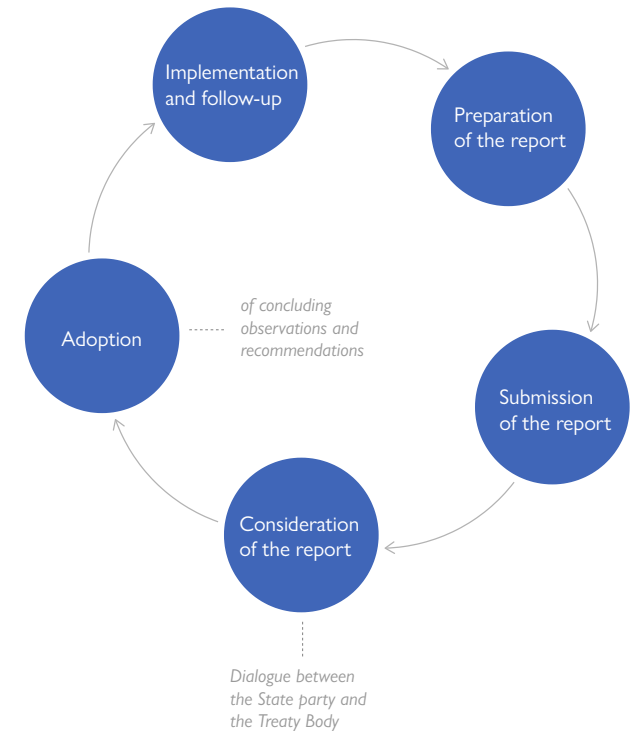 Implementation
and follow-up
Preparation
of the report
Submission
of the report
Consideration
of the report
Dialogue between
the State party and
the Treaty Body
Adoption
of concluding
observations and
recommendations